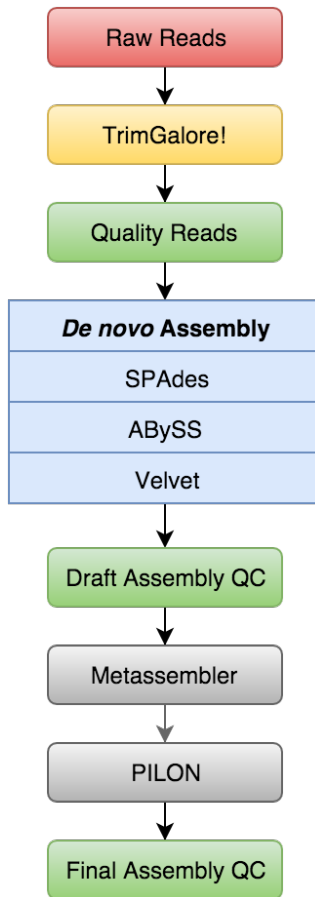 Raw Reads
TrimGalore!
Quality Reads
De novo Assembly
SPAdes
ABySS
Velvet
Draft Assembly QC
Metassembler
PILON
Final Assembly QC